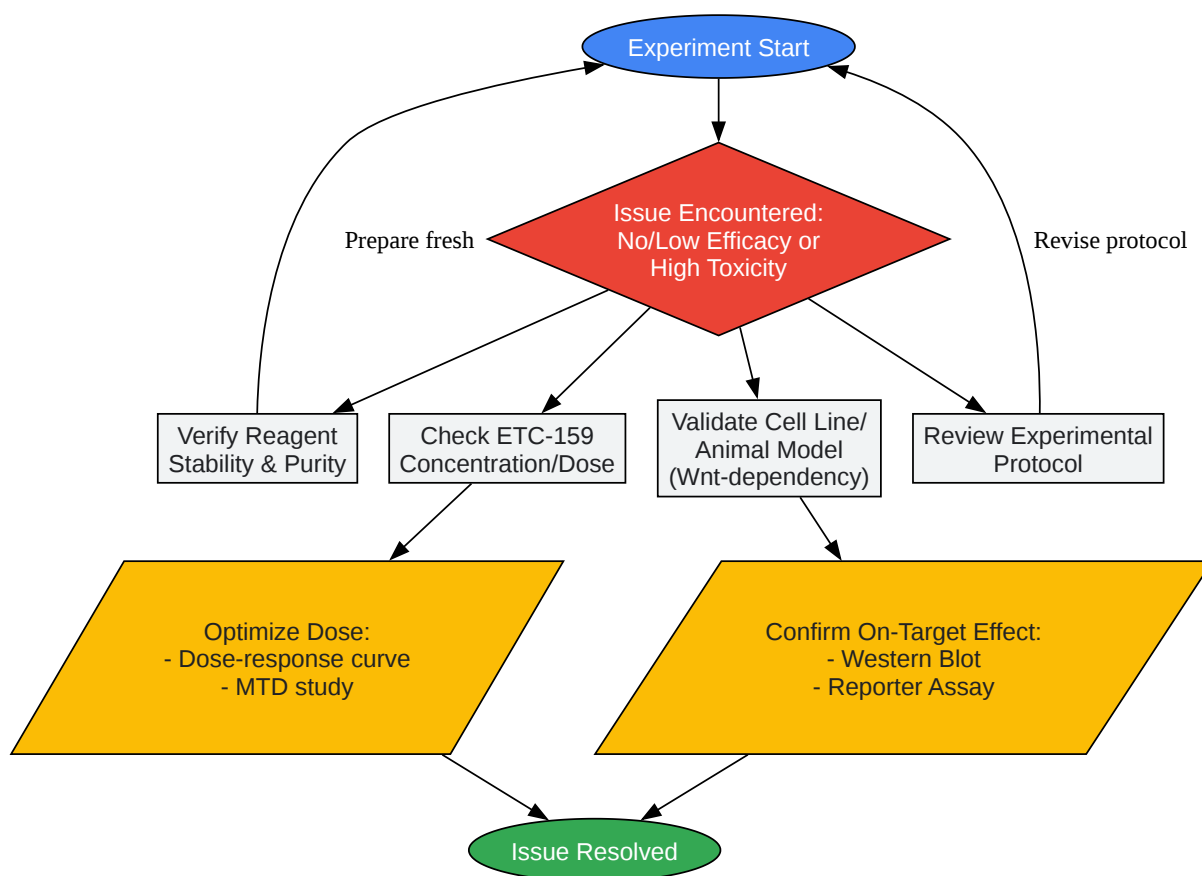 Experiment Start
Issue Encountered:
No/Low Efficacy or
High Toxicity
Prepare fresh
Revise protocol
Verify Reagent
Stability & Purity
Check ETC-159
Concentration/Dose
Validate Cell Line/
Animal Model
(Wnt-dependency)
Review Experimental
Protocol
Optimize Dose:
- Dose-response curve
- MTD study
Confirm On-Target Effect:
- Western Blot
- Reporter Assay
Issue Resolved